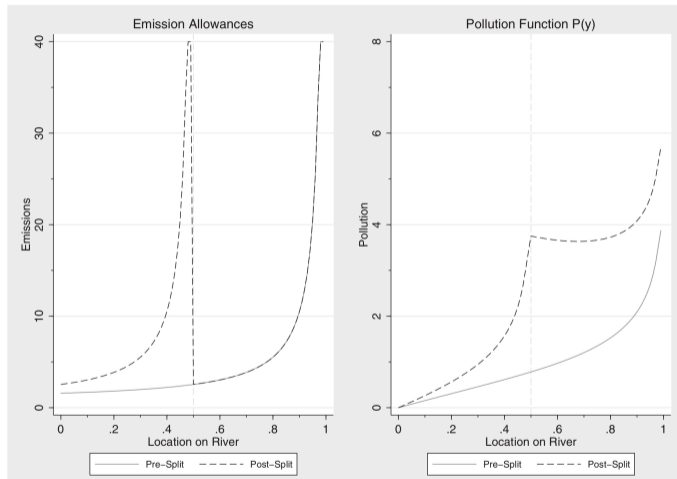 Emission Allowances
40
30
20
10
0
Emissions
0 .2 .4 .6 .8 1
Location on River
Pre-Split Post-Split
Pollution Function P(y)
8
6
4
2
0
Pollution
0 .2 .4 .6 .8 1
Location on River
Pre-Split Post-Split